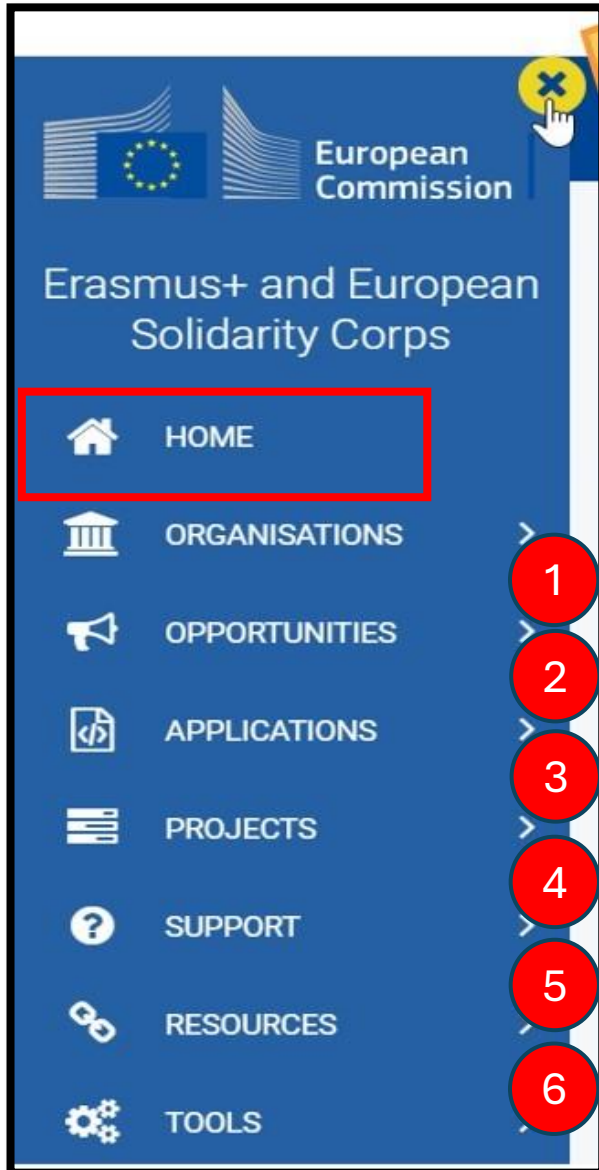 European
Commission
Erasmus+ and European
Solidarity Corps
HOME
ORGANISATIONS
1
OPPORTUNITIES
2
APPLICATIONS
3
PROJECTS
4
SUPPORT
5
RESOURCES
6
TOOLS